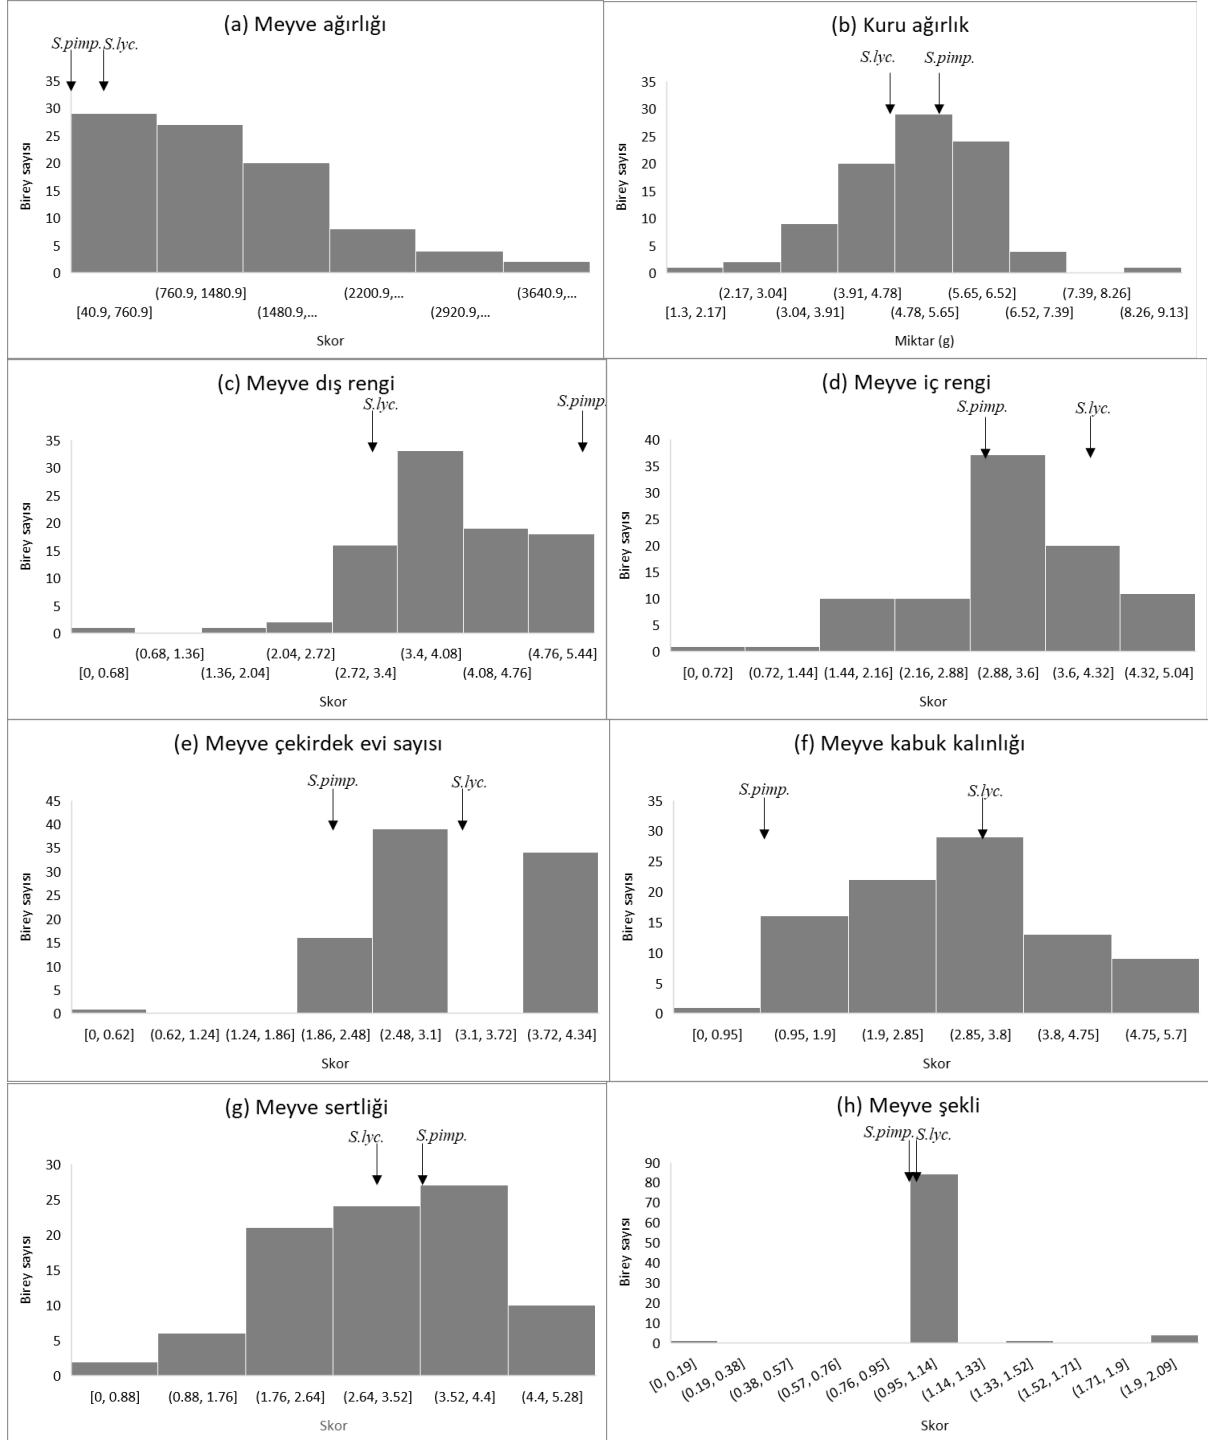 (a) Meyve ağırlığı
S.pimp. S.lyc.
35
30
25
20
15
10
5
0
Birey sayısı
(760.9, 1480.9] (2200.9,... (3640.9,...
[40.9, 760.9] (1480.9,... (2920.9,...
Skor
(b) Kuru ağırlık
S.lyc. S.pimp.
35
30
25
20
15
10
5
0
Birey sayısı
(2.17, 3.04] (3.91, 4.78] (5.65, 6.52] (7.39, 8.26]
[1.3, 2.17] (3.04, 3.91] (4.78, 5.65] (6.52, 7.39] (8.26, 9.13]
Miktar (g)
(c) Meyve dış rengi
S.lyc. S.pimp.
35
30
25
20
15
10
5
0
Birey sayısı
(0.68, 1.36] (2.04, 2.72] (3.4, 4.08] (4.76, 5.44]
[0, 0.68] (1.36, 2.04] (2.72, 3.4] (4.08, 4.76]
Skor
(d) Meyve iç rengi
S.pimp. S.lyc.
40
35
30
25
20
15
10
5
0
Birey sayısı
[0, 0.72] (0.72, 1.44] (1.44, 2.16] (2.16, 2.88] (2.88, 3.6] (3.6, 4.32] (4.32, 5.04]
Skor
(e) Meyve çekirdek evi sayısı
S.pimp. S.lyc.
45
40
35
30
25
20
15
10
5
0
Birey sayısı
[0, 0.62] (0.62, 1.24] (1.24, 1.86] (1.86, 2.48] (2.48, 3.1] (3.1, 3.72] (3.72, 4.34]
Skor
(f) Meyve kabuk kalınlığı
S.pimp. S.lyc.
35
30
25
20
15
10
5
0
Birey sayısı
[0, 0.95] (0.95, 1.9] (1.9, 2.85] (2.85, 3.8] (3.8, 4.75] (4.75, 5.7]
Skor
(g) Meyve sertliği
S.lyc. S.pimp.
30
25
20
15
10
5
0
Birey sayısı
[0, 0.88] (0.88, 1.76] (1.76, 2.64] (2.64, 3.52] (3.52, 4.4] (4.4, 5.28]
Skor
(h) Meyve şekli
S.pimp. S.lyc.
90
80
70
60
50
40
30
20
10
0
Birey sayısı
[0, 0.19] (0.19, 0.38] (0.38, 0.57] (0.57, 0.76] (0.76, 0.95] (0.95, 1.14] (1.14, 1.33] (1.33, 1.52] (1.52, 1.71] (1.71, 1.9] (1.9, 2.09]
Skor